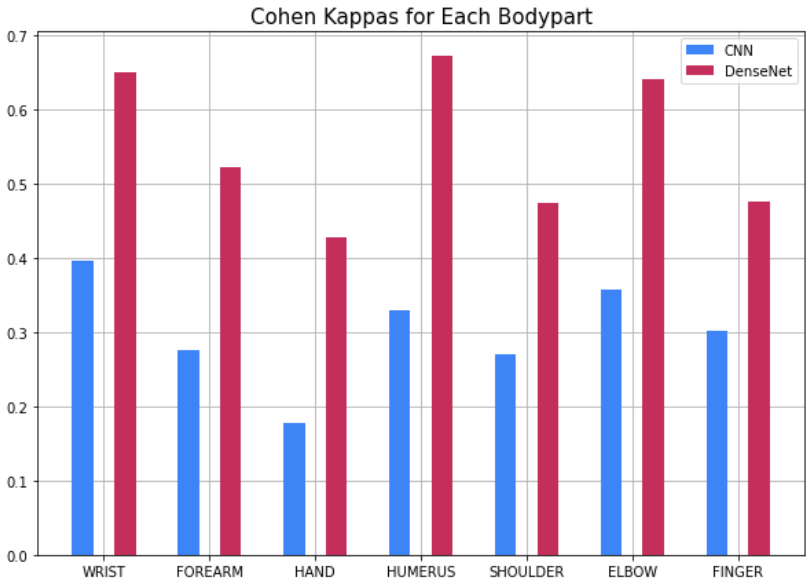 Cohen Kappas for Each Bodypart
CNN
DenseNet
0.7
0.6
0.5
0.4
0.3
0.2
0.1
0.0
WRIST FOREARM HAND HUMERUS SHOULDER ELBOW FINGER